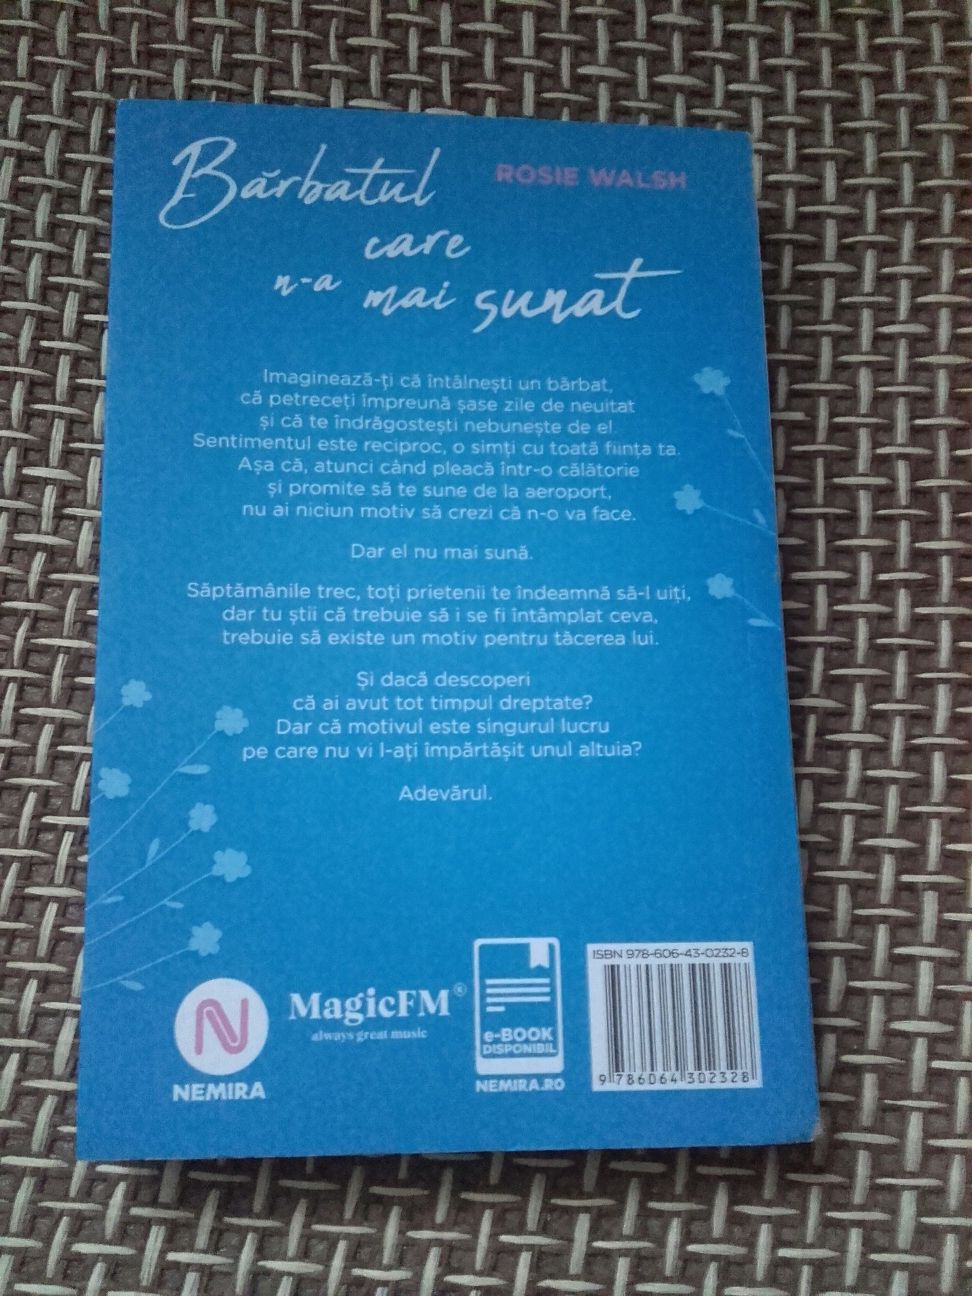 Bărbatul
ROSIE WALSH
care
n-a mai sunat
Imaginează-ți că întâlnești un bărbat,
că petreceți împreună șase zile de neuitat
și că te îndrăgostești nebunește de el.
Sentimentul este reciproc, o simți cu toată ființa ta.
Așa că, atunci când pleacă într-o călătorie
și promite să te sune de la aeroport,
nu ai niciun motiv să crezi că n-o va face.
Dar el nu mai sună.
Săptămânile trec, toți prietenii te îndeamnă să-l uiți,
dar tu știi că trebuie să i se fi întâmplat ceva,
trebuie să existe un motiv pentru tăcerea lui.
Și dacă descoperi
că ai avut tot timpul dreptate?
Dar că motivul este singurul lucru
pe care nu vi l-ați împărtășit unul altuia?
Adevărul.
N
NEMIRA
MagicFM®
always great music
e-BOOK
DISPONIBIL
NEMIRA.RO
ISBN 978-606-43-0232-8
9 786064 302328